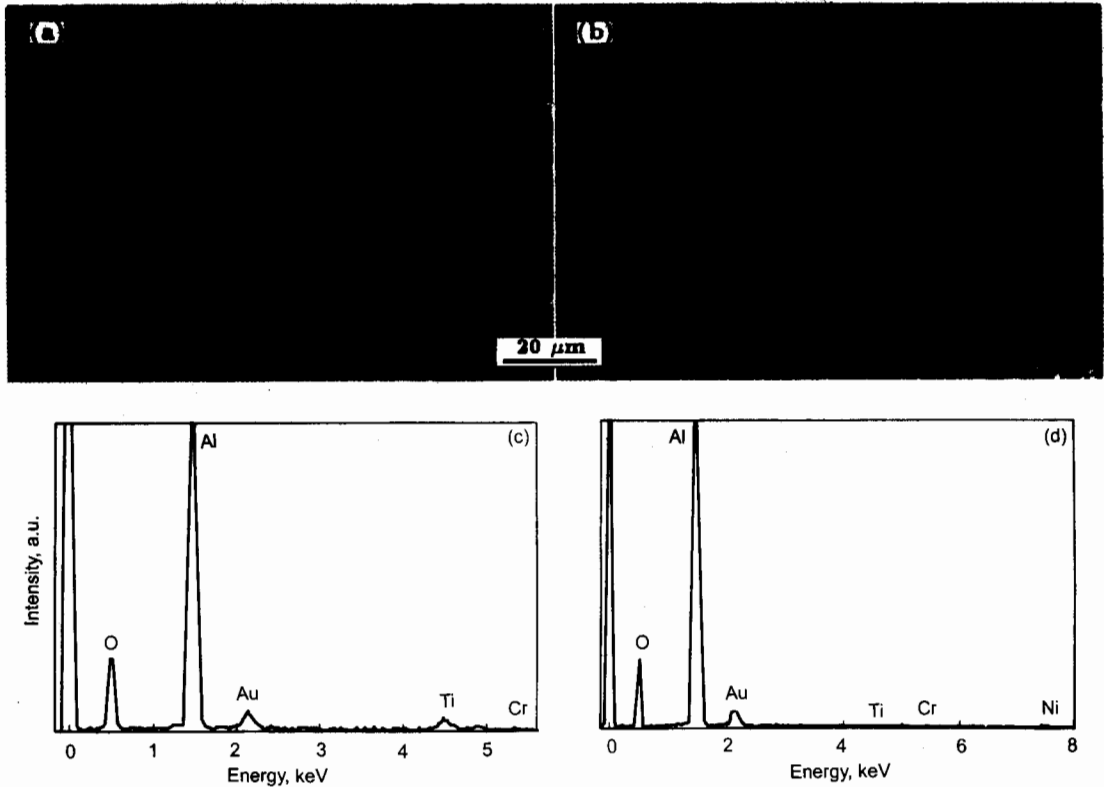 (a)
(b)
20 μm
Al
(c)
Intensity, a.u.
O
Au
Ti
Cr
0 1 2 3 4 5
Energy, keV
Al
(d)
O
Au
Ti
Cr
Ni
0 2 4 6 8
Energy, keV